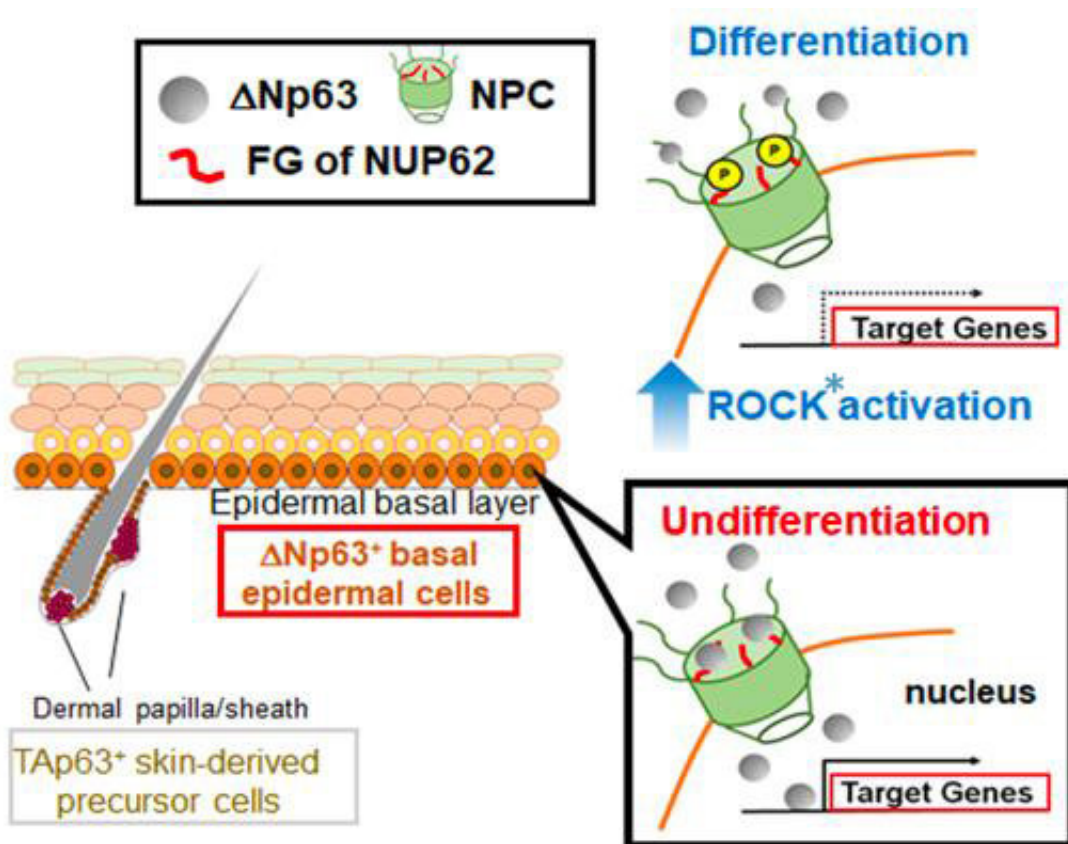 ΔNp63
NPC
FG of NUP62
Differentiation
P
P
Target Genes
ROCK* activation
Epidermal basal layer
ΔNp63⁺ basal
epidermal cells
Dermal papilla/sheath
TAp63⁺ skin-derived
precursor cells
Undifferentiation
nucleus
Target Genes